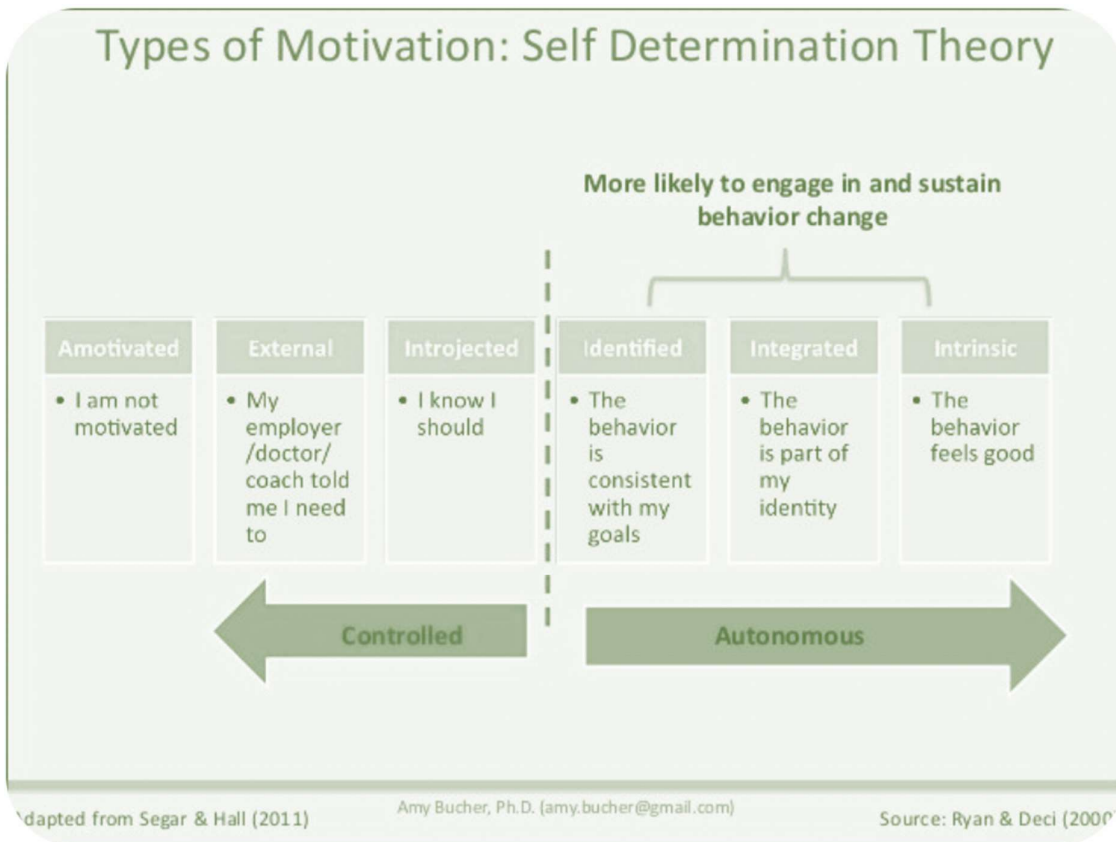 Types of Motivation: Self Determination Theory
More likely to engage in and sustain
behavior change
Amotivated
• I am not
motivated
External
• My
employer
/doctor/
coach told
me I need
to
Introjected
• I know I
should
Identified
• The
behavior
is
consistent
with my
goals
Integrated
• The
behavior
is part of
my
identity
Intrinsic
• The
behavior
feels good
Controlled
Autonomous
dapted from Segar & Hall (2011)
Amy Bucher, Ph.D. (amy.bucher@gmail.com)
Source: Ryan & Deci (2000)